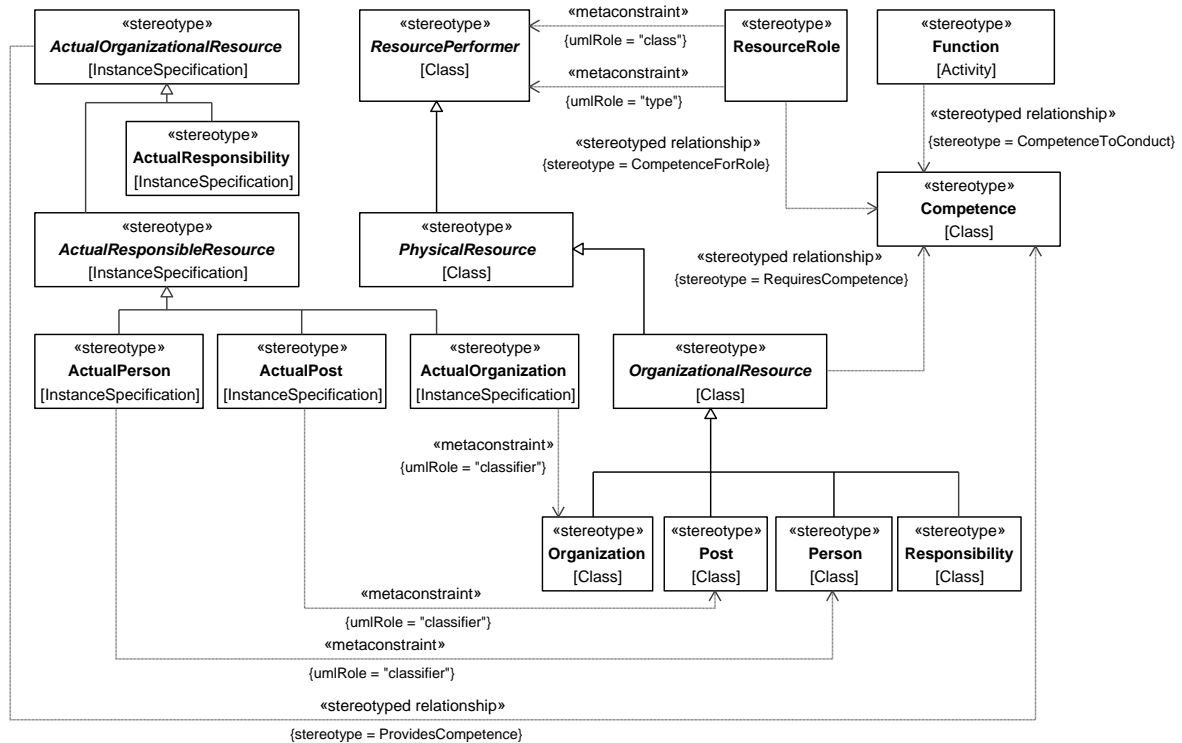 «stereotype»
ActualOrganizationalResource
[InstanceSpecification]
«stereotype»
ResourcePerformer
[Class]
«metaconstraint»
{umlRole = "class"}
«metaconstraint»
{umlRole = "type"}
«stereotype»
ResourceRole
«stereotype»
Function
[Activity]
«stereotype»
ActualResponsibility
[InstanceSpecification]
«stereotyped relationship»
{stereotype = CompetenceForRole}
«stereotyped relationship»
{stereotype = CompetenceToConduct}
«stereotype»
Competence
[Class]
«stereotype»
ActualResponsibleResource
[InstanceSpecification]
«stereotype»
PhysicalResource
[Class]
«stereotyped relationship»
{stereotype = RequiresCompetence}
«stereotype»
ActualPerson
[InstanceSpecification]
«stereotype»
ActualPost
[InstanceSpecification]
«stereotype»
ActualOrganization
[InstanceSpecification]
«stereotype»
OrganizationalResource
[Class]
«metaconstraint»
{umlRole = "classifier"}
«stereotype»
Organization
[Class]
«stereotype»
Post
[Class]
«stereotype»
Person
[Class]
«stereotype»
Responsibility
[Class]
«metaconstraint»
{umlRole = "classifier"}
«metaconstraint»
{umlRole = "classifier"}
«stereotyped relationship»
{stereotype = ProvidesCompetence}